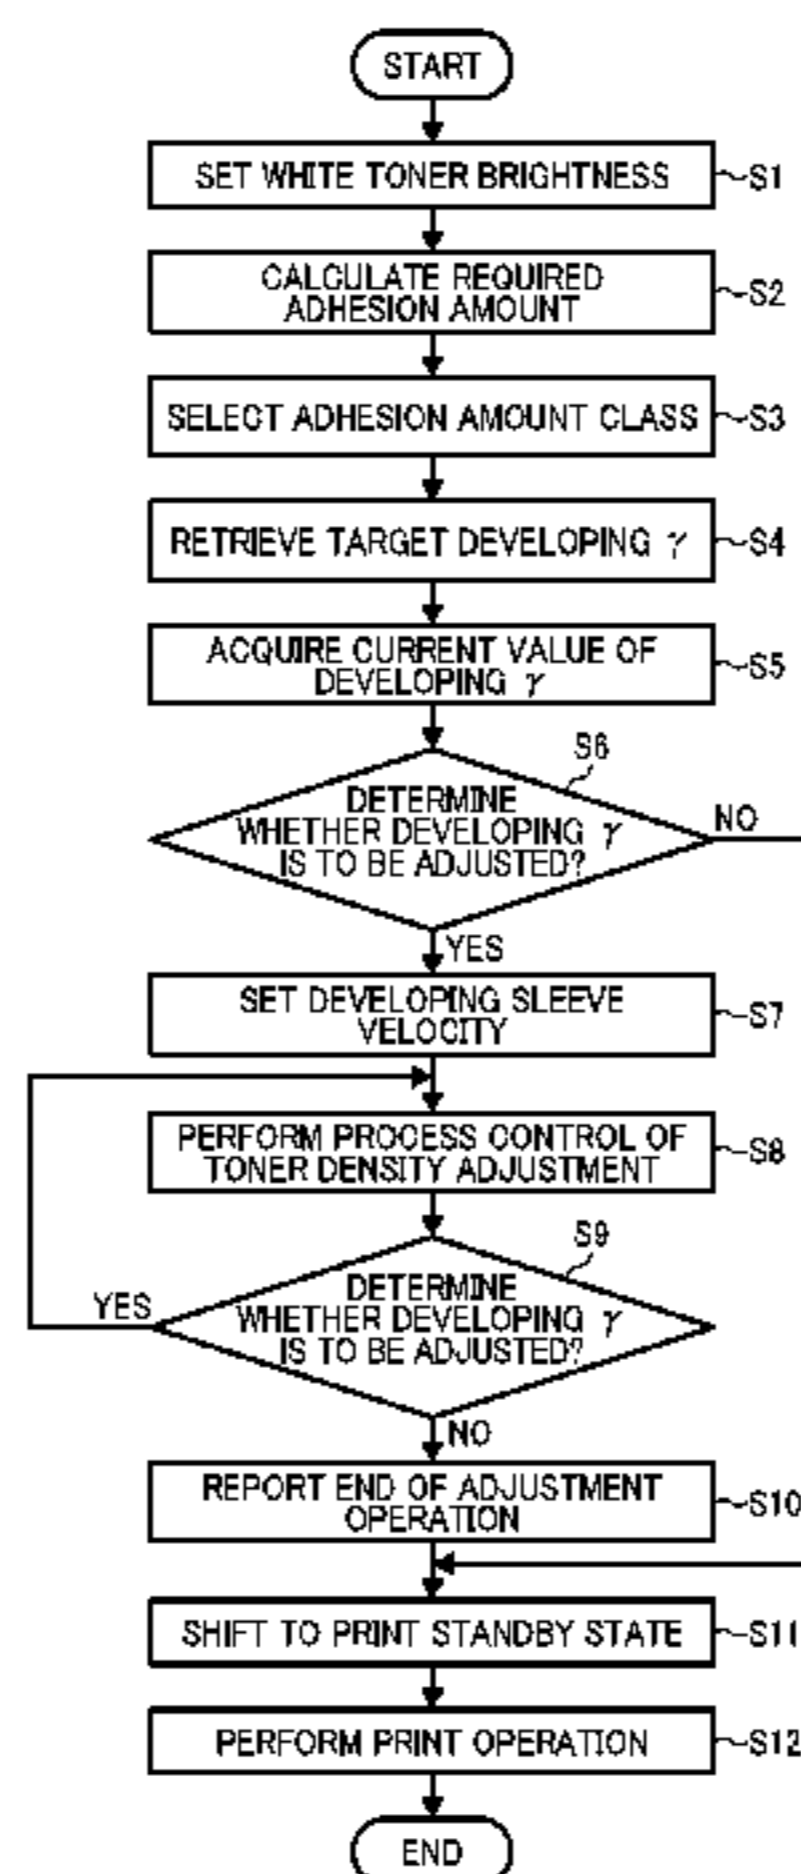 START
SET WHITE TONER BRIGHTNESS
S1
CALCULATE REQUIRED
ADHESION AMOUNT
S2
SELECT ADHESION AMOUNT CLASS
S3
RETRIEVE TARGET DEVELOPING γ
S4
ACQUIRE CURRENT VALUE OF
DEVELOPING γ
S5
S6
DETERMINE
WHETHER DEVELOPING γ
IS TO BE ADJUSTED?
NO
YES
SET DEVELOPING SLEEVE
VELOCITY
S7
PERFORM PROCESS CONTROL OF
TONER DENSITY ADJUSTMENT
S8
S9
DETERMINE
WHETHER DEVELOPING γ
IS TO BE ADJUSTED?
YES
NO
REPORT END OF ADJUSTMENT
OPERATION
S10
SHIFT TO PRINT STANDBY STATE
S11
PERFORM PRINT OPERATION
S12
END